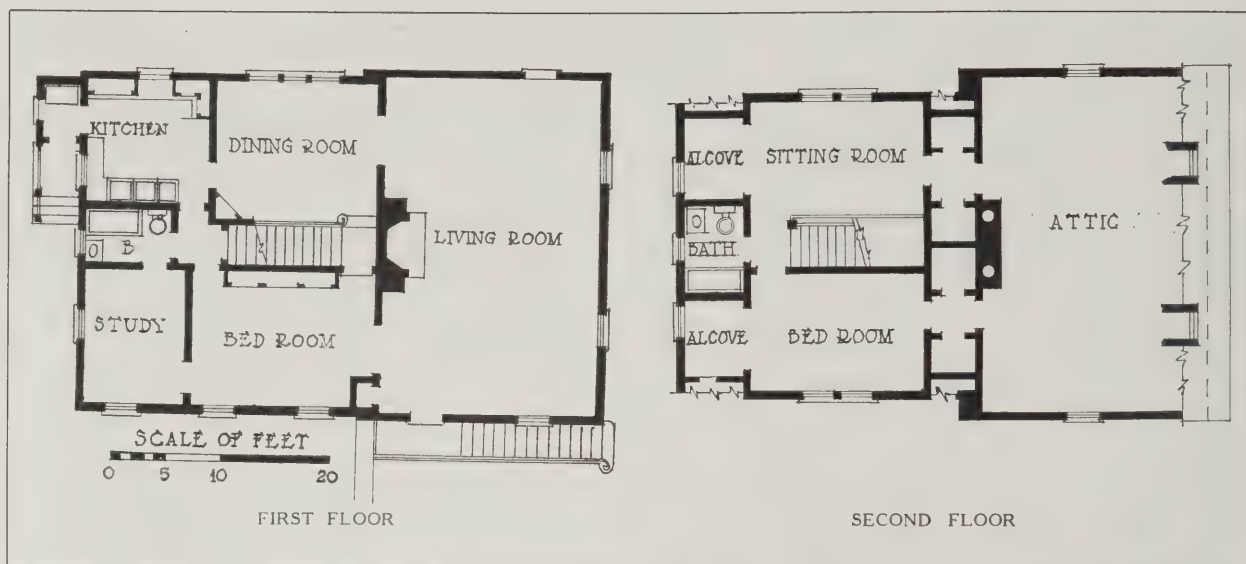 KITCHEN
DINING ROOM
B
LIVING ROOM
STUDY
BED ROOM
SCALE OF FEET
0 5 10 20
FIRST FLOOR
ALCOVE
SITTING ROOM
BATH
ATTIC
ALCOVE
BED ROOM
SECOND FLOOR